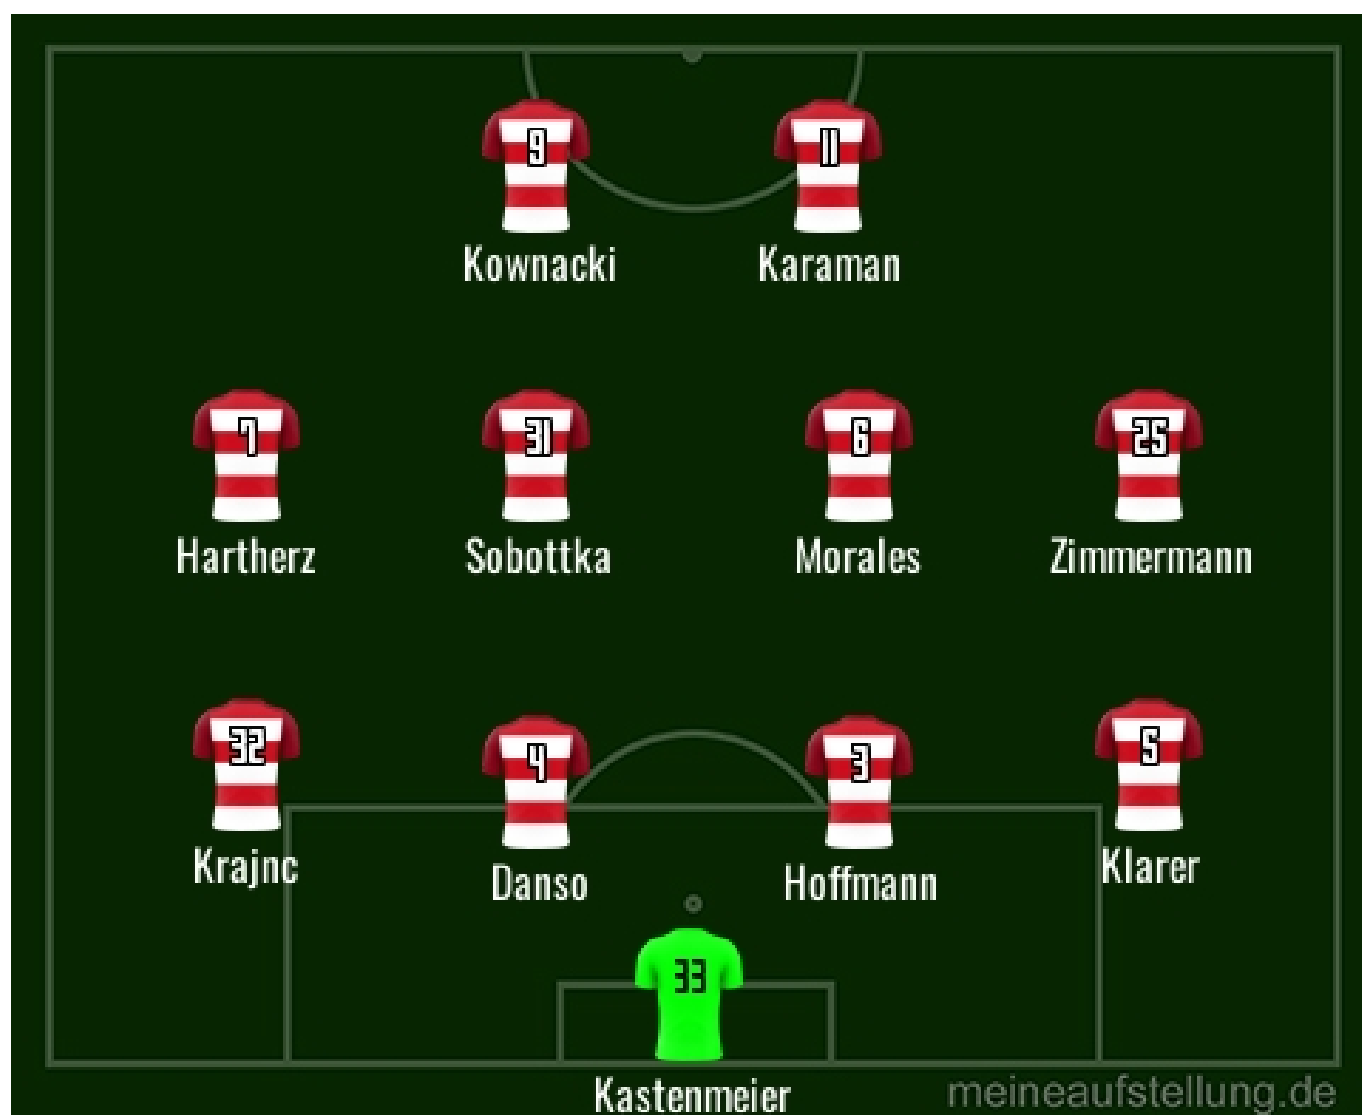 9 11
Kownacki Karaman
7 31 6 25
Hartherz Sobottka Morales Zimmermann
32 4 3 5
Krajnc Danso Hoffmann Klarer
33
Kastenmeier
meineaufstellung.de